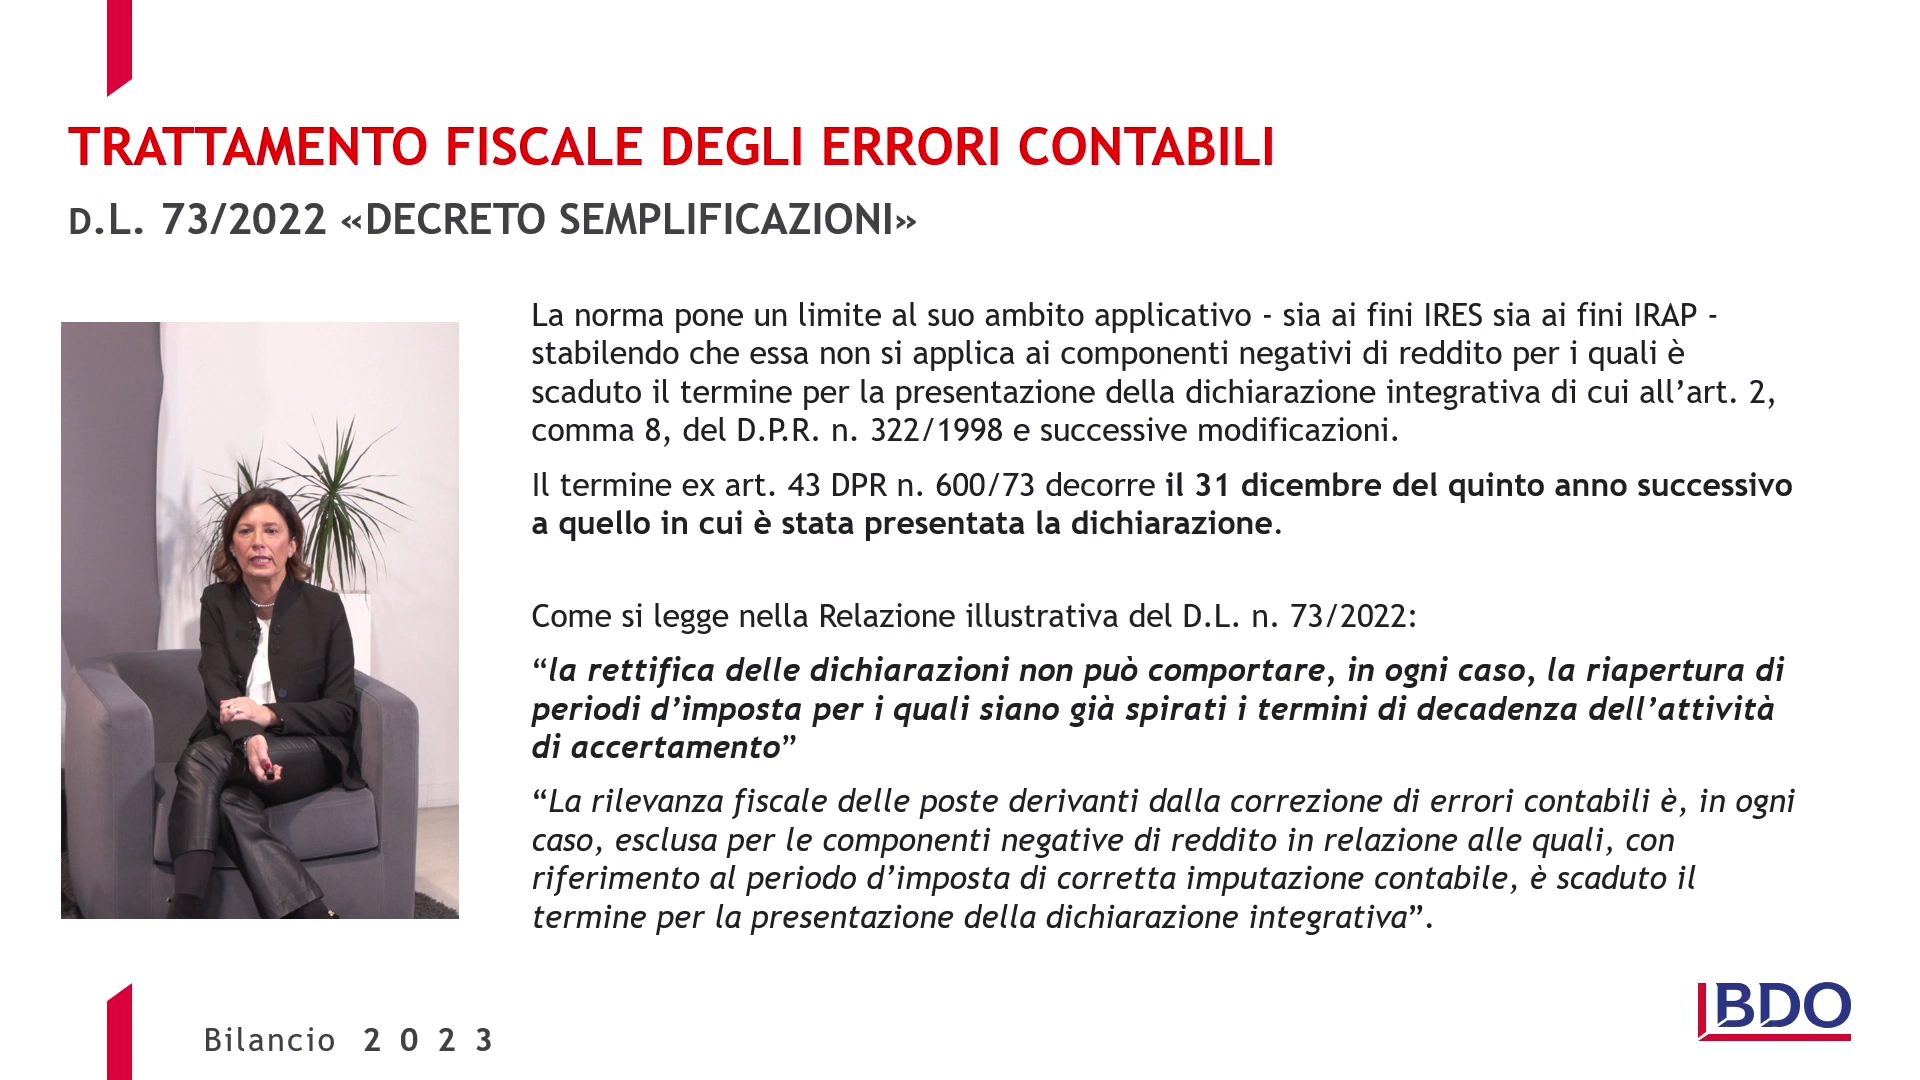 TRATTAMENTO FISCALE DEGLI ERRORI CONTABILI
D.L. 73/2022 «DECRETO SEMPLIFICAZIONI»
La norma pone un limite al suo ambito applicativo - sia ai fini IRES sia ai fini IRAP -
stabilendo che essa non si applica ai componenti negativi di reddito per i quali è
scaduto il termine per la presentazione della dichiarazione integrativa di cui all’art. 2,
comma 8, del D.P.R. n. 322/1998 e successive modificazioni.
Il termine ex art. 43 DPR n. 600/73 decorre il 31 dicembre del quinto anno successivo
a quello in cui è stata presentata la dichiarazione.
Come si legge nella Relazione illustrativa del D.L. n. 73/2022:
“la rettifica delle dichiarazioni non può comportare, in ogni caso, la riapertura di
periodi d’imposta per i quali siano già spirati i termini di decadenza dell’attività
di accertamento”
“La rilevanza fiscale delle poste derivanti dalla correzione di errori contabili è, in ogni
caso, esclusa per le componenti negative di reddito in relazione alle quali, con
riferimento al periodo d’imposta di corretta imputazione contabile, è scaduto il
termine per la presentazione della dichiarazione integrativa”.
Bilancio 2023
BDO